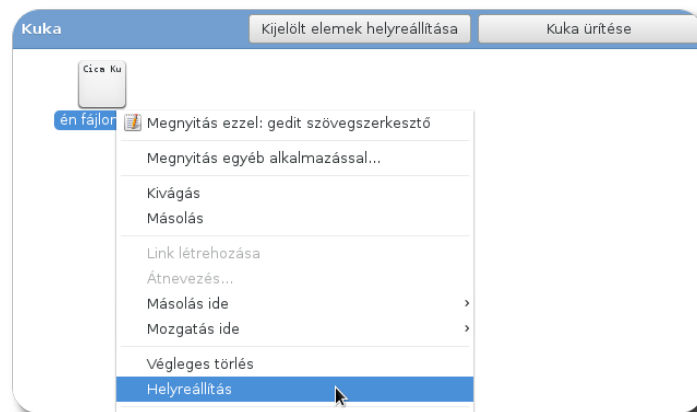 Kuka
Kijelölt elemek helyreállítása
Kuka ürítése
Cica Ku
én fájlom
Megnyitás ezzel: gedit szövegszerkesztő
Megnyitás egyéb alkalmazással...
Kivágás
Másolás
Link létrehozása
Átnevezés...
Másolás ide
Mozgatás ide
Végleges törlés
Helyreállítás